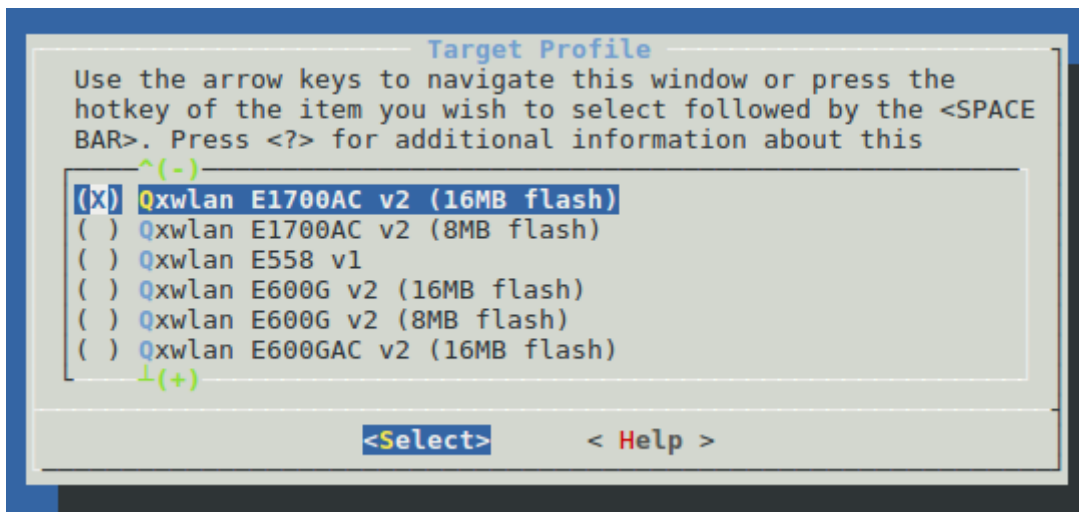 Target Profile
Use the arrow keys to navigate this window or press the
hotkey of the item you wish to select followed by the <SPACE
BAR>. Press <?> for additional information about this
^(-)
(X) Qxwlan E1700AC v2 (16MB flash)
( ) Qxwlan E1700AC v2 (8MB flash)
( ) Qxwlan E558 v1
( ) Qxwlan E600G v2 (16MB flash)
( ) Qxwlan E600G v2 (8MB flash)
( ) Qxwlan E600GAC v2 (16MB flash)
┴(+)
<Select> < Help >